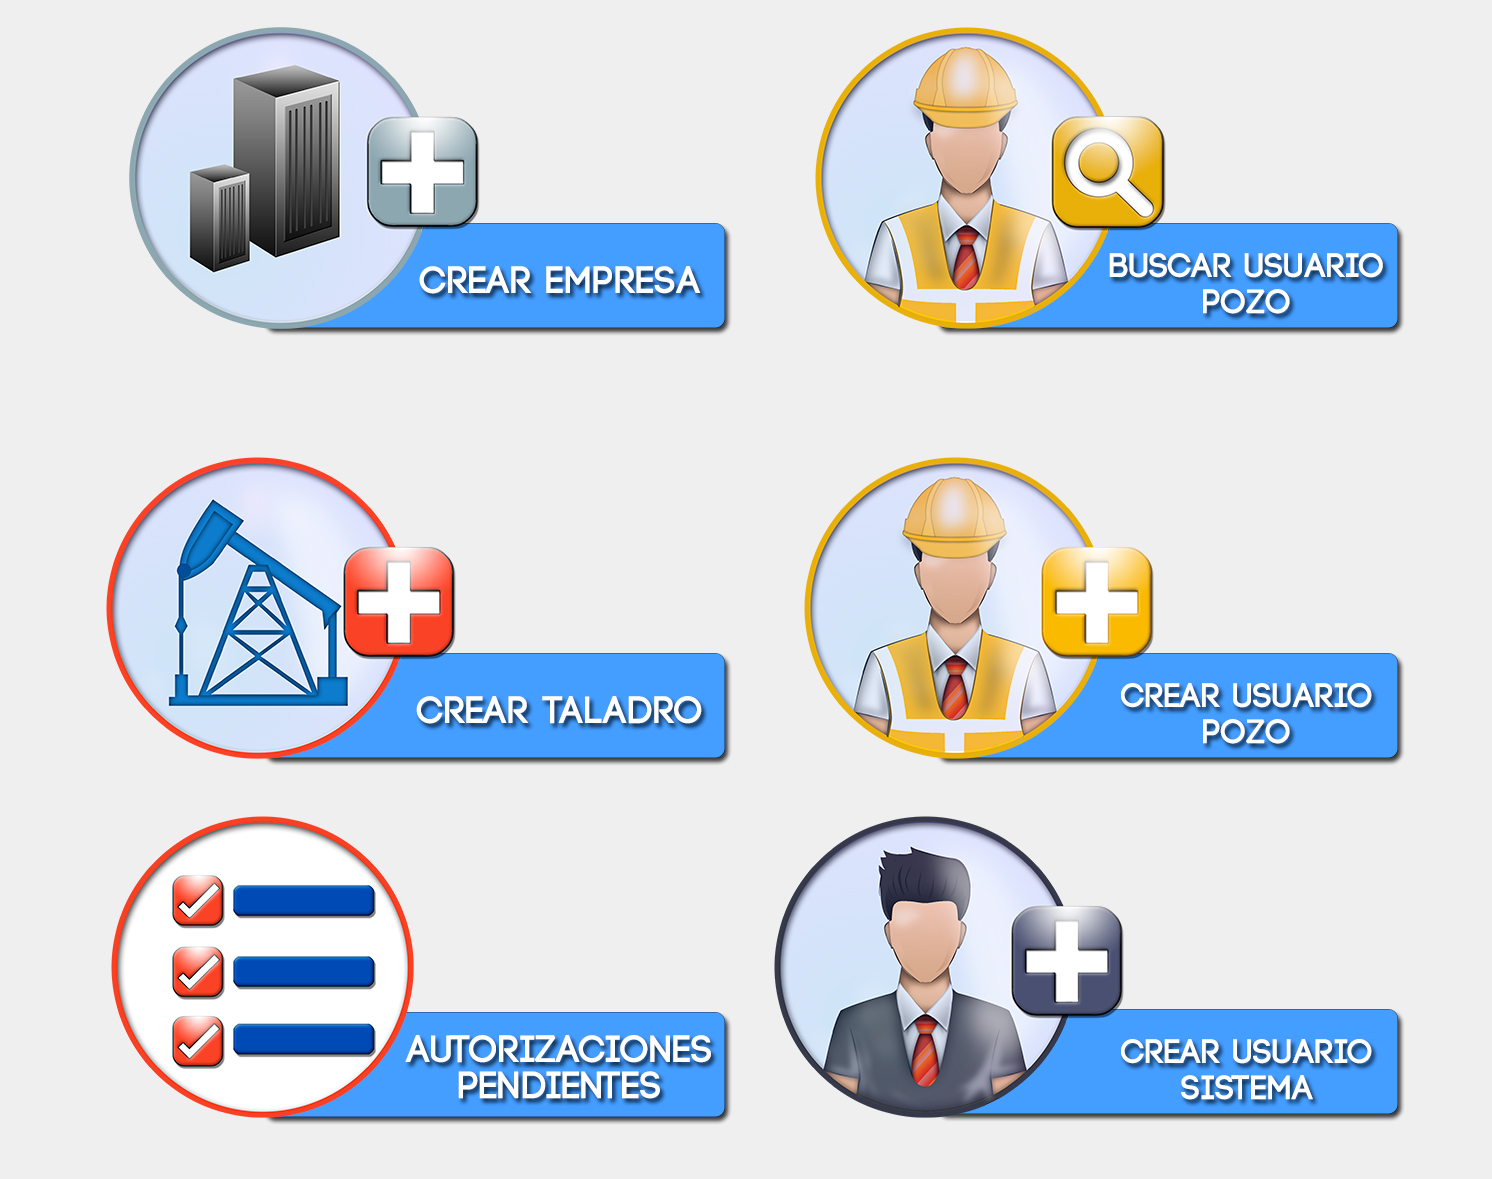 CREAR EMPRESA
BUSCAR USUARIO
POZO
CREAR TALADRO
CREAR USUARIO
POZO
AUTORIZACIONES
PENDIENTES
CREAR USUARIO
SISTEMA